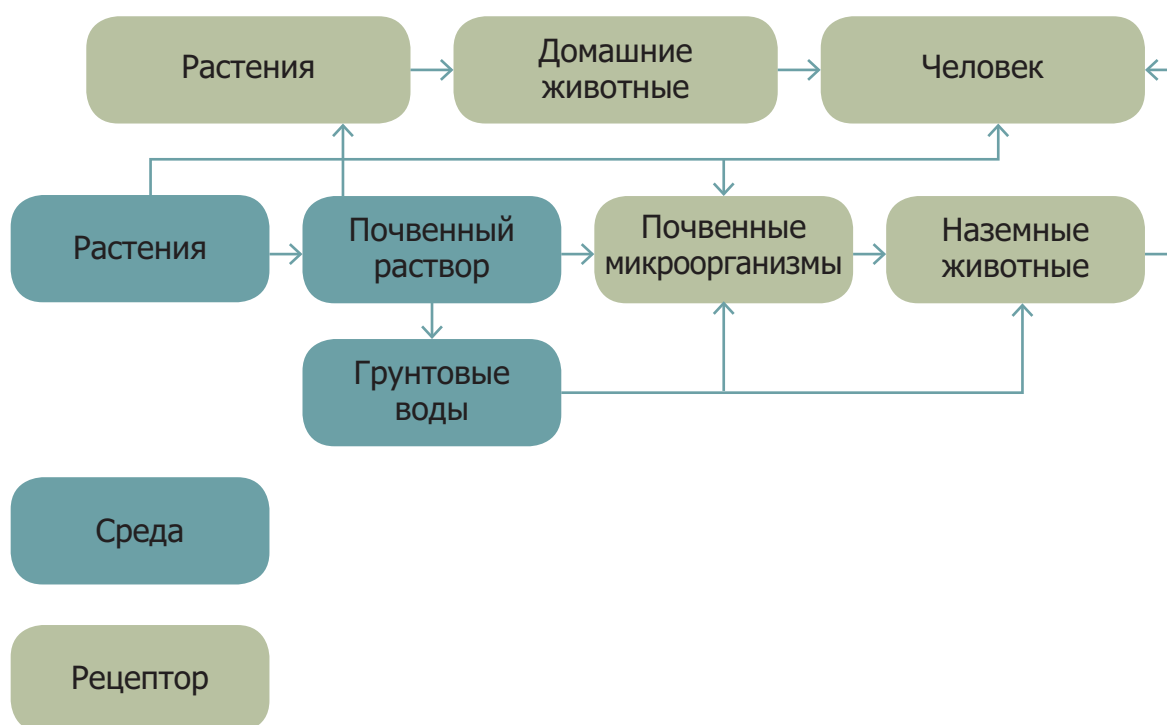 Растения
Домашние
животные
Человек
Растения
Почвенный
раствор
Почвенные
микроорганизмы
Наземные
животные
Грунтовые
воды
Среда
Рецептор